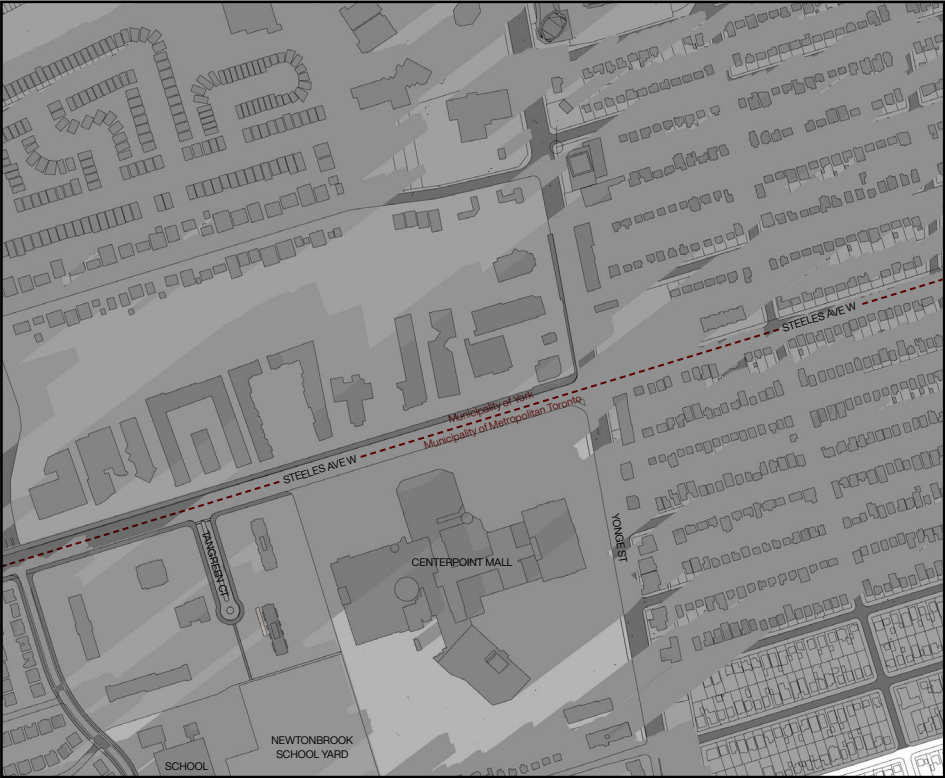 STEELES AVE W
Municipality of York
Municipality of Metropolitan Toronto
STEELES AVE W
YONGE ST
TANGREEN CT
CENTERPOINT MALL
NEWTONBROOK
SCHOOL YARD
SCHOOL